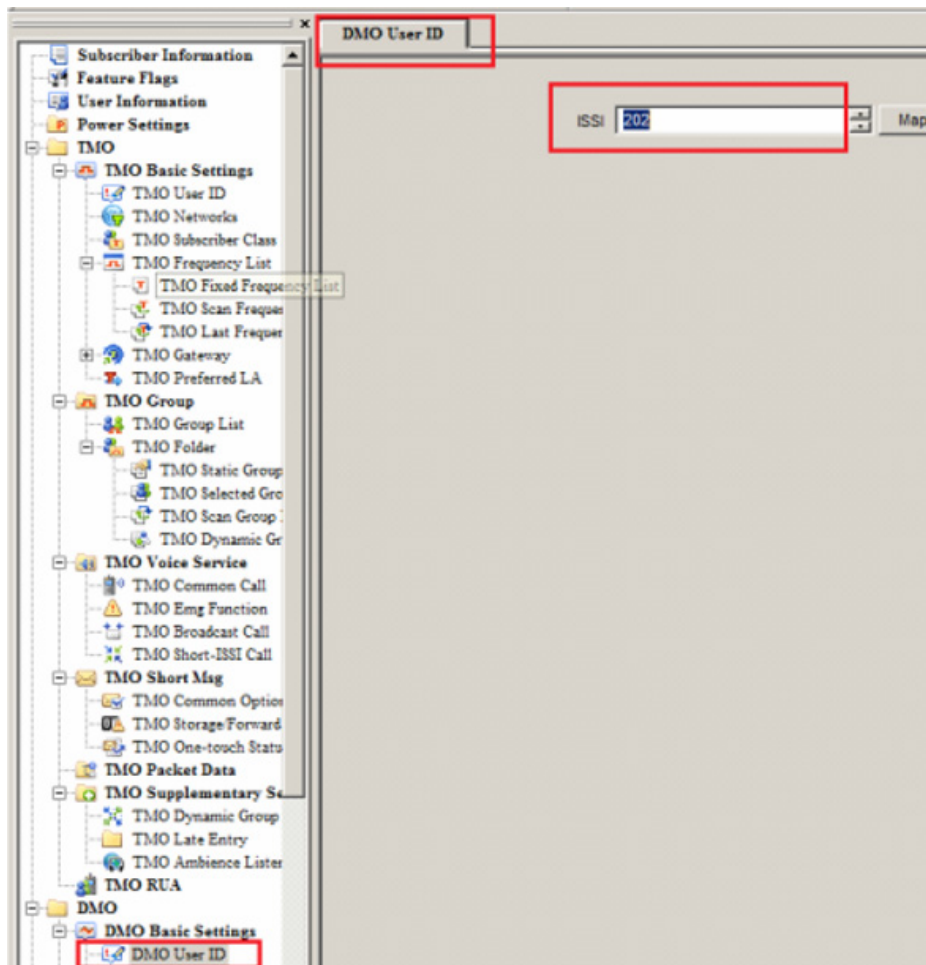 DMO User ID
ISSI 202 Map
Subscriber Information
Feature Flags
User Information
Power Settings
TMO
TMO Basic Settings
TMO User ID
TMO Networks
TMO Subscriber Class
TMO Frequency List
TMO Fixed Frequency List
TMO Scan Freque
TMO Last Frequer
TMO Gateway
TMO Preferred LA
TMO Group
TMO Group List
TMO Folder
TMO Static Group
TMO Selected Gro
TMO Scan Group
TMO Dynamic Gr
TMO Voice Service
TMO Common Call
TMO Emg Function
TMO Broadcast Call
TMO Short-ISSI Call
TMO Short Msg
TMO Common Option
TMO Storage/Forward
TMO One-touch Statu
TMO Packet Data
TMO Supplementary Se
TMO Dynamic Group
TMO Late Entry
TMO Ambience Listen
TMO RUA
DMO
DMO Basic Settings
DMO User ID